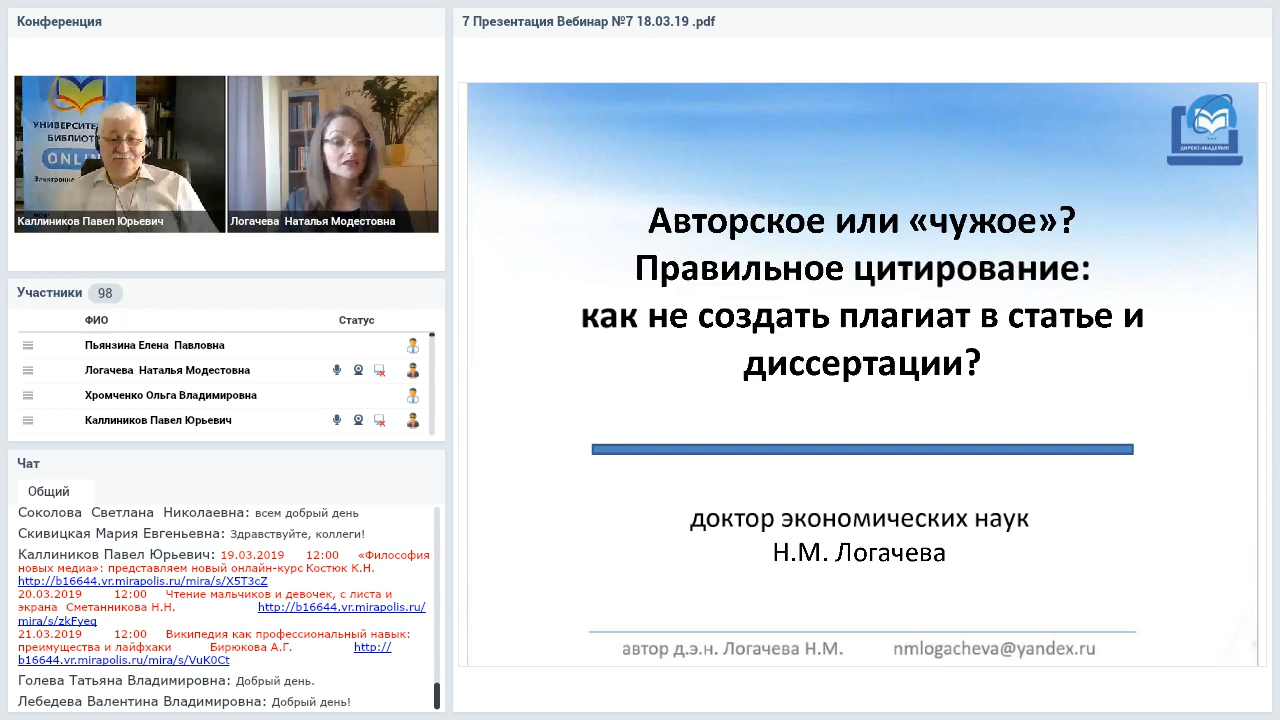 Конференция
УНИВЕРСИТЕ
БИБЛИОТ
ONLIN
Электронно
Каллиников Павел Юрьевич
Логачева Наталья Модестовна
Участники 98
ФИО Статус
Пьянзина Елена Павловна
Логачева Наталья Модестовна
Хромченко Ольга Владимировна
Каллиников Павел Юрьевич
Чат
Общий
Соколова Светлана Николаевна: всем добрый день
Скивицкая Мария Евгеньевна: Здравствуйте, коллеги!
Каллиников Павел Юрьевич: 19.03.2019 12:00 «Философия
новых медиа»: представляем новый онлайн-курс Костюк К.Н.
http://b16644.vr.mirapolis.ru/mira/s/X5T3cZ
20.03.2019 12:00 Чтение мальчиков и девочек, с листа и
экрана Сметанникова Н.Н. http://b16644.vr.mirapolis.ru/
mira/s/zkFyeq
21.03.2019 12:00 Википедия как профессиональный навык:
преимущества и лайфхаки Бирюкова А.Г. http://
b16644.vr.mirapolis.ru/mira/s/VuK0Ct
Голева Татьяна Владимировна: Добрый день.
Лебедева Валентина Владимировна: Добрый день!
7 Презентация Вебинар №7 18.03.19 .pdf
ДИРЕКТ-АКАДЕМИЯ
Авторское или «чужое»?
Правильное цитирование:
как не создать плагиат в статье и
диссертации?
доктор экономических наук
Н.М. Логачева
автор д.э.н. Логачева Н.М. nmlogacheva@yandex.ru